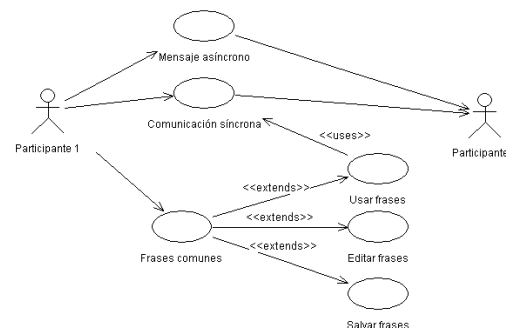 Mensaje asíncrono
Comunicación síncrona
<<uses>>
Participante 1
Participante
<<extends>>
Usar frases
<<extends>>
Frases comunes
Editar frases
<<extends>>
Salvar frases